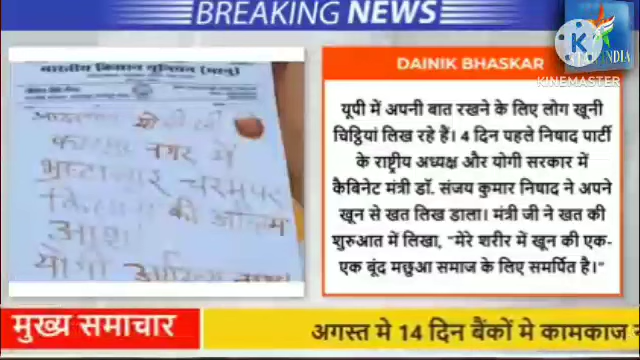 BREAKING NEWS
INDIA
KINEMASTER
भारतीय किसान यूनियन (भानु)
DAINIK BHASKAR
यूपी में अपनी बात रखने के लिए लोग खूनी
चिट्ठियां लिख रहे हैं। 4 दिन पहले निषाद पार्टी
के राष्ट्रीय अध्यक्ष और योगी सरकार में
कैबिनेट मंत्री डॉ. संजय कुमार निषाद ने अपने
खून से खत लिख डाला। मंत्री जी ने खत की
शुरुआत में लिखा, “मेरे शरीर में खून की एक-
एक बूंद मछुआ समाज के लिए समर्पित है।”
नगर में
भ्रष्टाचार चरमपर
की
आशा
योगी
मुख्य समाचार
अगस्त मे 14 दिन बैंकों मे कामकाज